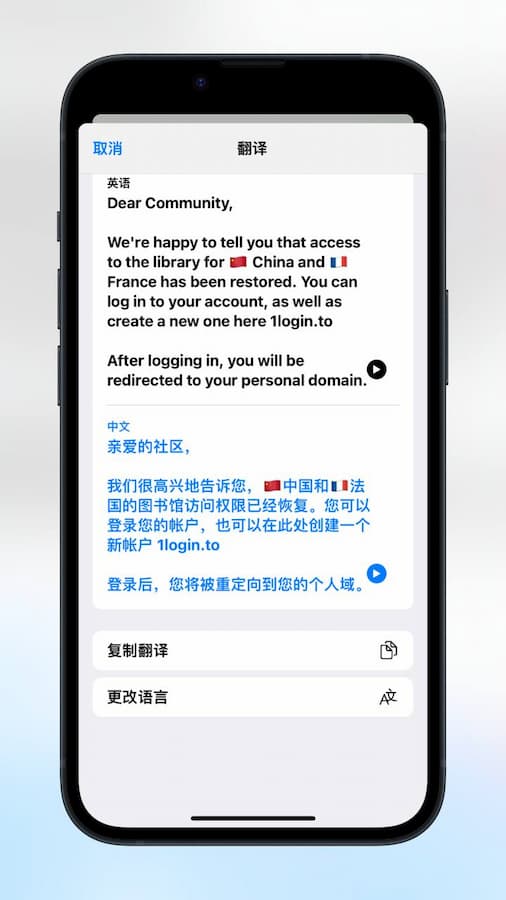 取消
翻译
英语
Dear Community,
We're happy to tell you that access
to the library for 🇨🇳 China and 🇫🇷
France has been restored. You can
log in to your account, as well as
create a new one here 1login.to
After logging in, you will be
redirected to your personal domain.
中文
亲爱的社区，
我们很高兴地告诉您，🇨🇳中国和🇫🇷法
国的图书馆访问权限已经恢复。您可以
登录您的帐户，也可以在此处创建一个
新帐户 1login.to
登录后，您将被重定向到您的个人域。
复制翻译
更改语言